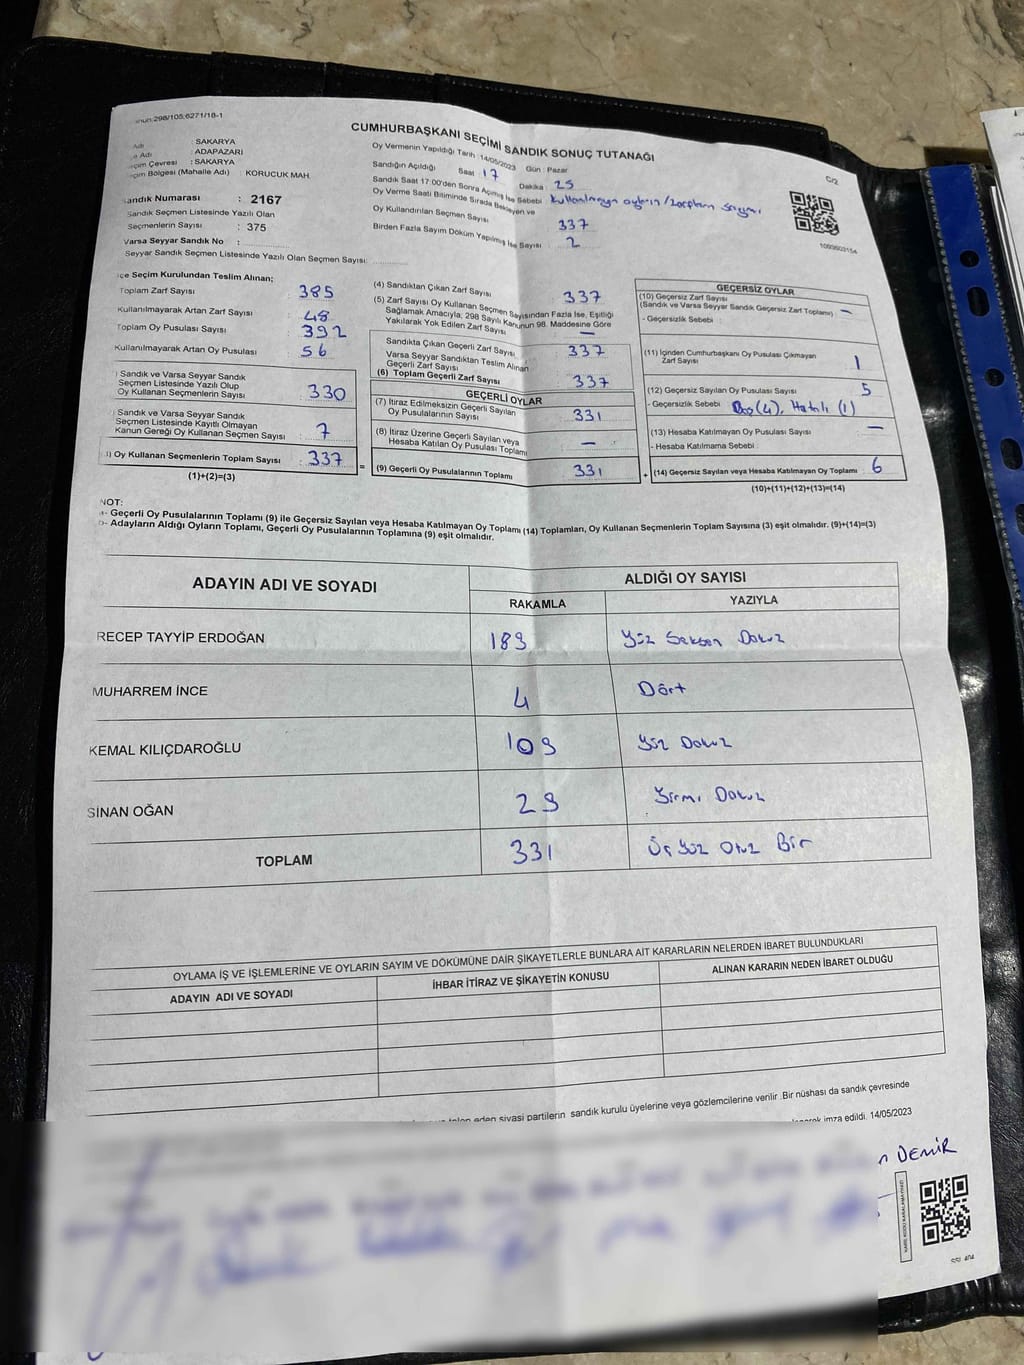 298/105;6271/18-1
CUMHURBAŞKANI SEÇİMİ SANDIK SONUÇ TUTANAĞI
C/2
Adı : SAKARYA
Adı : ADAPAZARI
Çevresi : SAKARYA
Bölgesi (Mahalle Adı) : KORUCUK MAH.
Sandık Numarası : 2167
Sandık Seçmen Listesinde Yazılı Olan
Seçmenlerin Sayısı : 375
Varsa Seyyar Sandık No :
Seyyar Sandık Seçmen Listesinde Yazılı Olan Seçmen Sayısı:
Oy Vermenin Yapıldığı Tarih :14/05/2023 Gün : Pazar
Sandığın Açıldığı Saat 17 Dakika : 25
Sandık Saat 17:00'den Sonra Açılmış İse Sebebi Kullanılmayan oyların/zarfların sayımı
Oy Verme Saati Bitiminde Sırada Bekleyen ve
Oy Kullandırılan Seçmen Sayısı 337
Birden Fazla Sayım Döküm Yapılmış İse Sayısı : 2
Seçim Kurulundan Teslim Alınan;
Toplam Zarf Sayısı : 385
Kullanılmayarak Artan Zarf Sayısı : 48
Toplam Oy Pusulası Sayısı : 392
Kullanılmayarak Artan Oy Pusulası : 56
Sandık ve Varsa Seyyar Sandık
Seçmen Listesinde Yazılı Olup
Oy Kullanan Seçmenlerin Sayısı : 330
Sandık ve Varsa Seyyar Sandık
Seçmen Listesinde Kayıtlı Olmayan
Kanun Gereği Oy Kullanan Seçmen Sayısı : 7
Oy Kullanan Seçmenlerin Toplam Sayısı : 337
(1)+(2)=(3)
(4) Sandıktan Çıkan Zarf Sayısı : 337
(5) Zarf Sayısı Oy Kullanan Seçmen Sayısından Fazla İse, Eşitliği
Sağlamak Amacıyla; 298 Sayılı Kanunun 98. Maddesine Göre
Yakılarak Yok Edilen Zarf Sayısı : —
Sandıkta Çıkan Geçerli Zarf Sayısı : 337
Varsa Seyyar Sandıktan Teslim Alınan
Geçerli Zarf Sayısı
(6) Toplam Geçerli Zarf Sayısı : 337
GEÇERLİ OYLAR
(7) İtiraz Edilmeksizin Geçerli Sayılan
Oy Pusulalarının Sayısı : 331
(8) İtiraz Üzerine Geçerli Sayılan veya
Hesaba Katılan Oy Pusulası Toplamı : —
(9) Geçerli Oy Pusulalarının Toplamı : 331
GEÇERSİZ OYLAR
(10) Geçersiz Zarf Sayısı
(Sandık ve Varsa Seyyar Sandık Geçersiz Zarf Toplamı) : —
- Geçersizlik Sebebi :
(11) İçinden Cumhurbaşkanı Oy Pusulası Çıkmayan
Zarf Sayısı : 1
(12) Geçersiz Sayılan Oy Pusulası Sayısı : 5
- Geçersizlik Sebebi : Boş(4), Hatalı (1)
(13) Hesaba Katılmayan Oy Pusulası Sayısı : —
- Hesaba Katılmama Sebebi :
(14) Geçersiz Sayılan veya Hesaba Katılmayan Oy Toplamı : 6
(10)+(11)+(12)+(13)=(14)
NOT:
- Geçerli Oy Pusulalarının Toplamı (9) ile Geçersiz Sayılan veya Hesaba Katılmayan Oy Toplamı (14) Toplamları, Oy Kullanan Seçmenlerin Toplam Sayısına (3) eşit olmalıdır. (9)+(14)=(3)
- Adayların Aldığı Oyların Toplamı, Geçerli Oy Pusulalarının Toplamına (9) eşit olmalıdır.
ADAYIN ADI VE SOYADI ALDIĞI OY SAYISI
RAKAMLA YAZIYLA
RECEP TAYYİP ERDOĞAN 189 Yüz Seksen Dokuz
MUHARREM İNCE 4 Dört
KEMAL KILIÇDAROĞLU 109 Yüz Dokuz
SİNAN OĞAN 29 Yirmi Dokuz
TOPLAM 331 Üç Yüz Otuz Bir
OYLAMA İŞ VE İŞLEMLERİNE VE OYLARIN SAYIM VE DÖKÜMÜNE DAİR ŞİKAYETLERLE BUNLARA AİT KARARLARIN NELERDEN İBARET BULUNDUKLARI
ADAYIN ADI VE SOYADI İHBAR İTİRAZ VE ŞİKAYETİN KONUSU ALINAN KARARIN NEDEN İBARET OLDUĞU
eden siyasi partilerin sandık kurulu üyelerine veya gözlemcilerine verilir. Bir nüshası da sandık çevresinde
imza edildi. 14/05/2023
DEMİR
KARE KODU KARALAMAYINIZ!